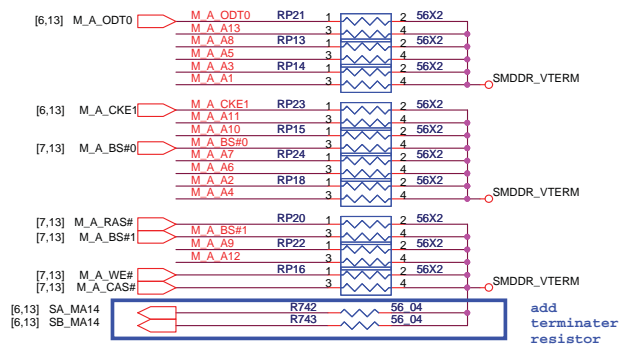 [6,13] M_A_ODT0 M_A_ODT0 RP21 1 2 56X2
M_A_A13 3 4
M_A_A8 RP13 1 2 56X2
M_A_A5 3 4
M_A_A3 RP14 1 2 56X2
M_A_A1 3 4 SMDDR_VTERM
[6,13] M_A_CKE1 M_A_CKE1 RP23 1 2 56X2
M_A_A11 3 4
M_A_A10 RP15 1 2 56X2
[7,13] M_A_BS#0 M_A_BS#0 3 4
M_A_A7 RP24 1 2 56X2
M_A_A6 3 4
M_A_A2 RP18 1 2 56X2
M_A_A4 3 4 SMDDR_VTERM
[7,13] M_A_RAS# RP20 1 2 56X2
[7,13] M_A_BS#1 M_A_BS#1 3 4
M_A_A9 RP22 1 2 56X2
M_A_A12 3 4
[7,13] M_A_WE# RP16 1 2 56X2
[7,13] M_A_CAS# 3 4 SMDDR_VTERM
[6,13] SA_MA14 R742 56_04 add
[6,13] SB_MA14 R743 56_04 terminater
resistor